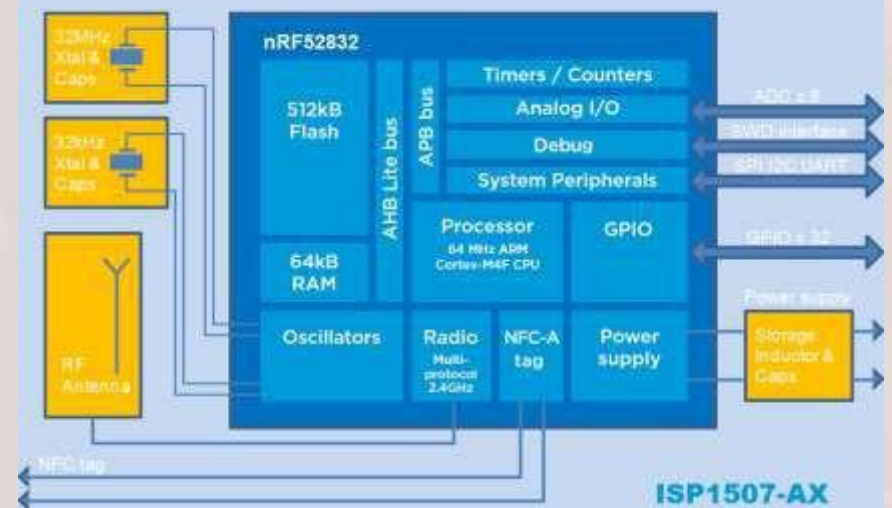 32MHz
Xtal &
Caps
32kHz
Xtal &
Caps
RF
Antenna
NFC tag
nRF52832
512kB
Flash
64kB
RAM
AHB Lite bus
APB bus
Timers / Counters
Analog I/O
Debug
System Peripherals
Processor
64 MHz ARM
Cortex-M4F CPU
GPIO
Oscillators
Radio
Multi-
protocol
2.4GHz
NFC-A
tag
Power
supply
ADC x 8
SWD interface
SPI I2C UART
GPIO x 32
Power supply
Storage
Inductor &
Caps
ISP1507-AX